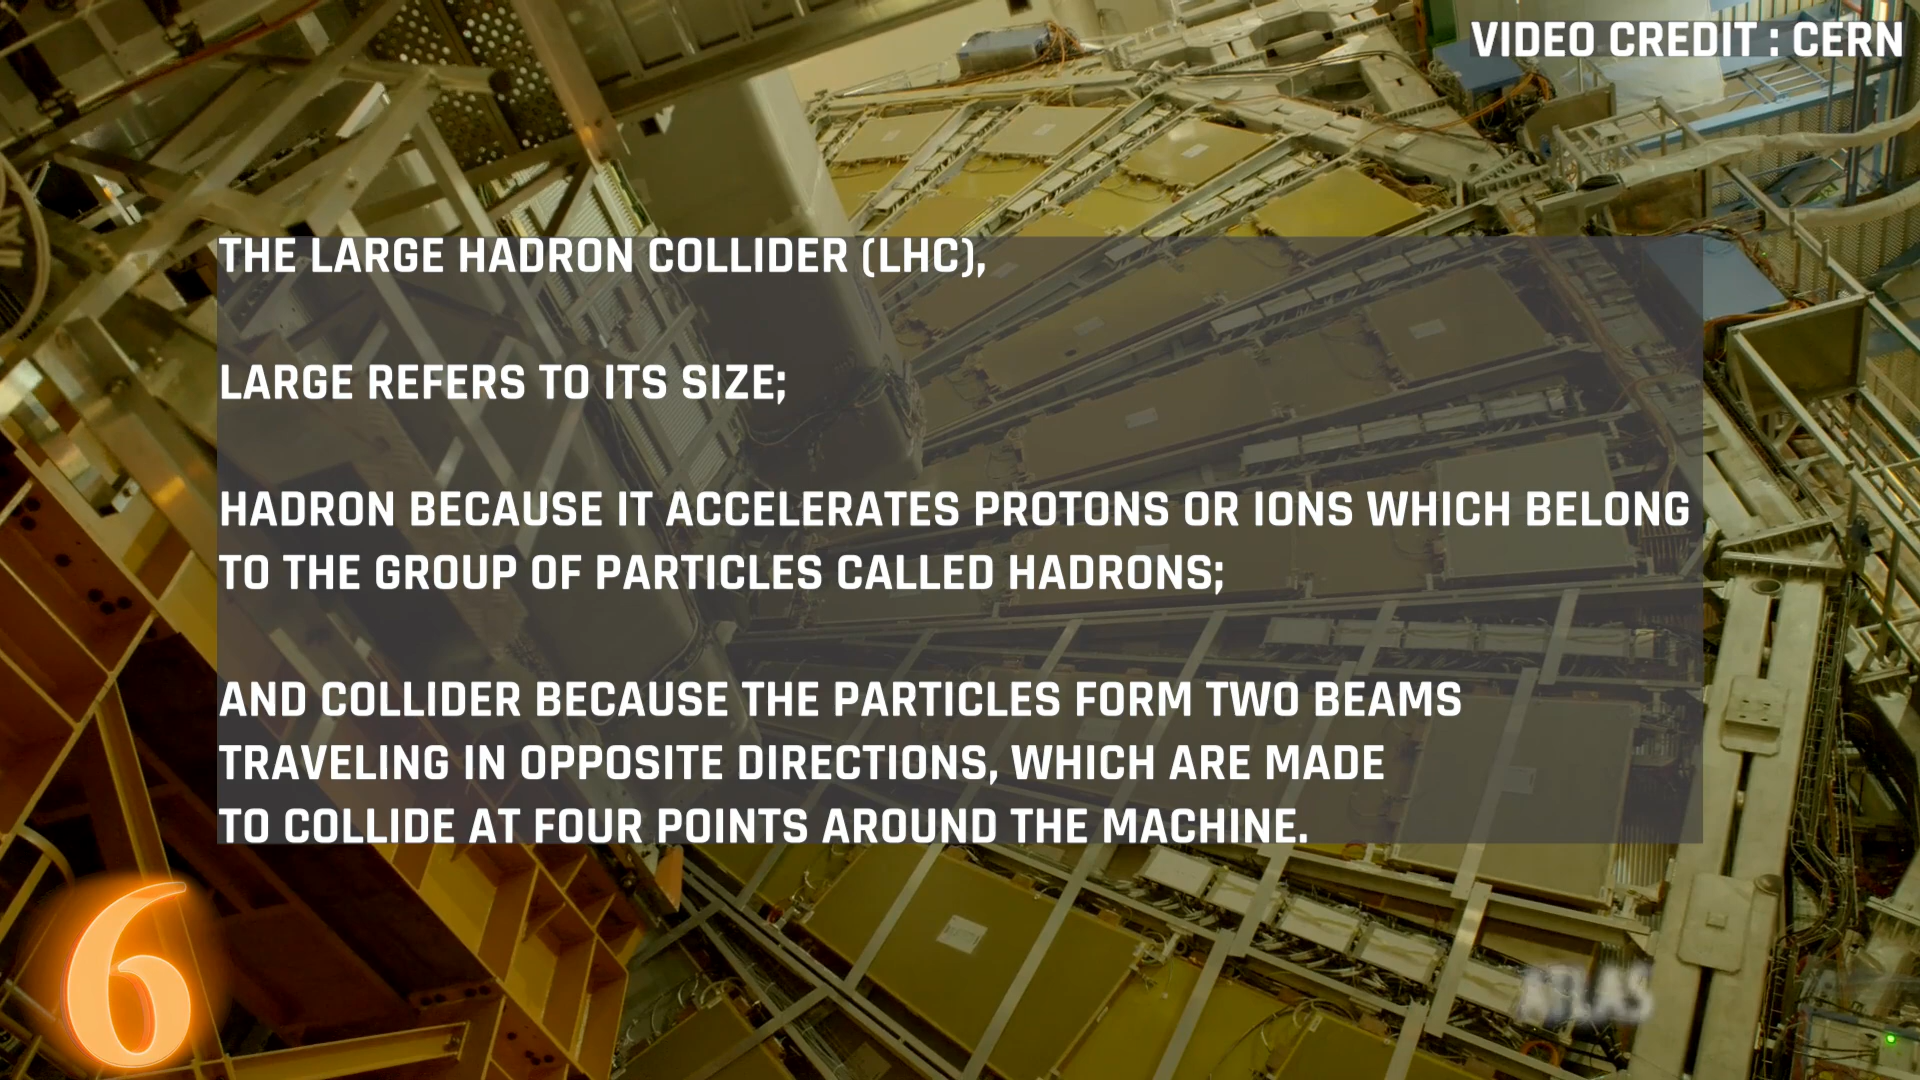 VIDEO CREDIT : CERN
THE LARGE HADRON COLLIDER (LHC),
LARGE REFERS TO ITS SIZE;
HADRON BECAUSE IT ACCELERATES PROTONS OR IONS WHICH BELONG
TO THE GROUP OF PARTICLES CALLED HADRONS;
AND COLLIDER BECAUSE THE PARTICLES FORM TWO BEAMS
TRAVELING IN OPPOSITE DIRECTIONS, WHICH ARE MADE
TO COLLIDE AT FOUR POINTS AROUND THE MACHINE.
6
ATLAS